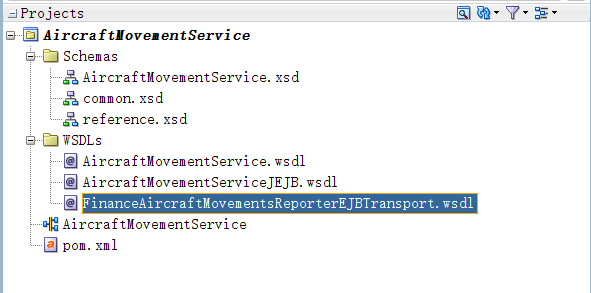 Projects
AircraftMovementService
Schemas
AircraftMovementService.xsd
common.xsd
reference.xsd
WSDLs
AircraftMovementService.wsdl
AircraftMovementServiceJEJB.wsdl
FinanceAircraftMovementsReporterEJBTransport.wsdl
AircraftMovementService
pom.xml